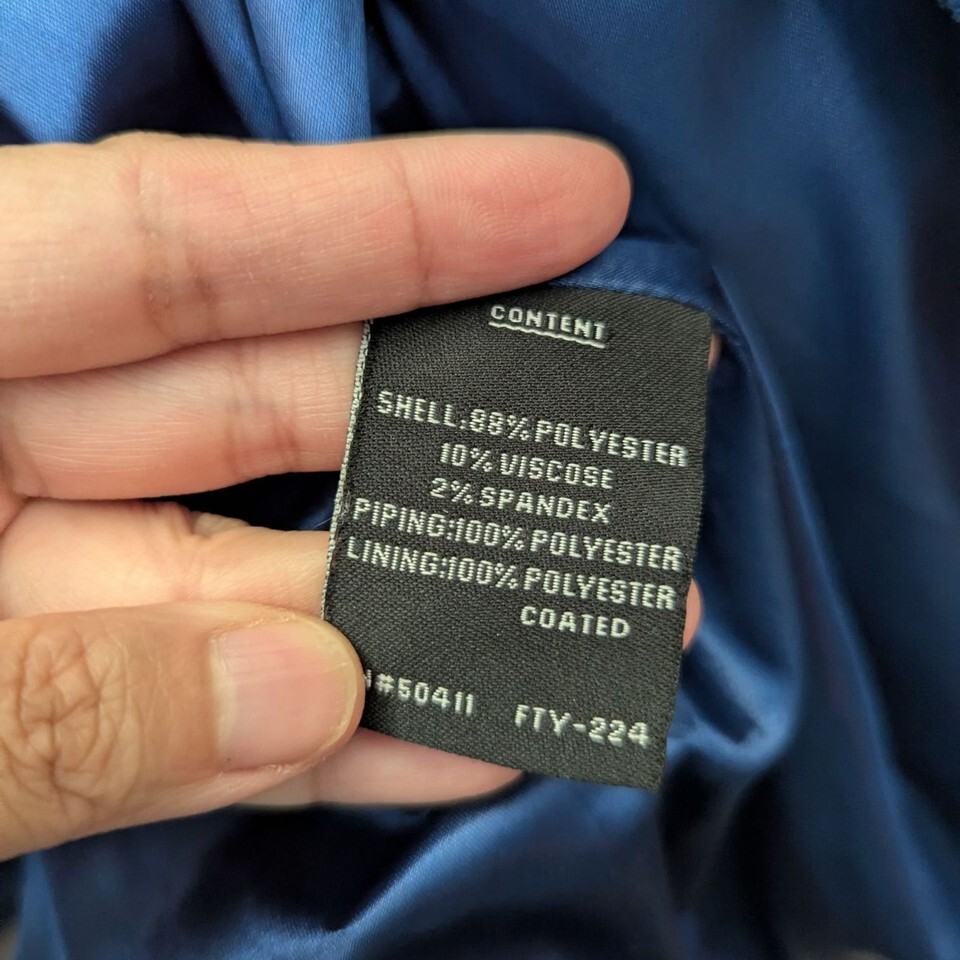 CONTENT
SHELL:88% POLYESTER
10% VISCOSE
2% SPANDEX
PIPING:100% POLYESTER
LINING:100% POLYESTER
COATED
#50411 FTY-224